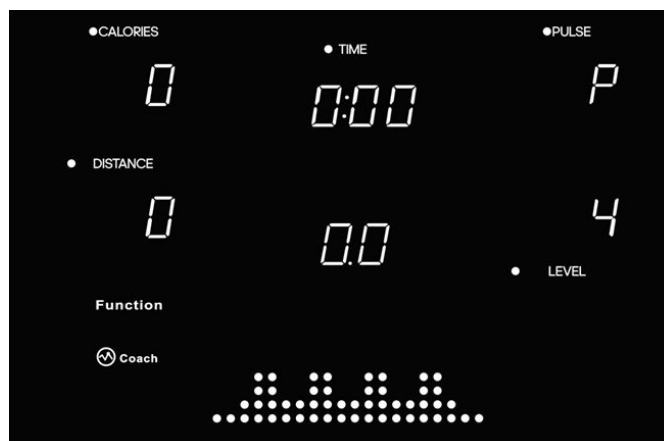 CALORIES
TIME
PULSE
0
0:00
P
DISTANCE
0
0.0
4
LEVEL
Function
Coach